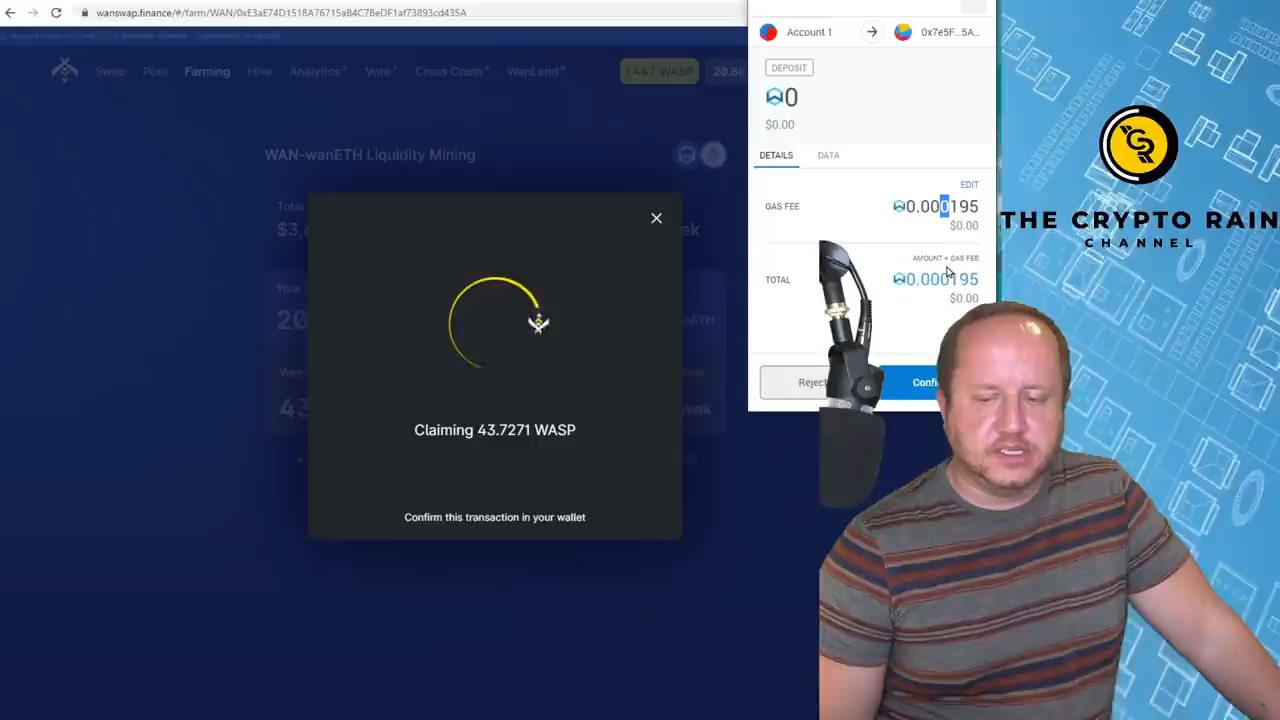 wanswap.finance/#/farm/WAN/0xE3aE74D1518A76715a84C78eDF1af73893cd435A
Swap Pool Farming Hive Analytics Vote Cross Chain WanLend 1.447 WASP 20.86
WAN-wanETH Liquidity Mining
Claiming 43.7271 WASP
Confirm this transaction in your wallet
Account 1
0x7e5F...5A...
DEPOSIT
0
$0.00
DETAILS DATA
EDIT
GAS FEE
0.000195
$0.00
AMOUNT + GAS FEE
TOTAL
0.000195
$0.00
Reject
THE CRYPTO RAIN
CHANNEL